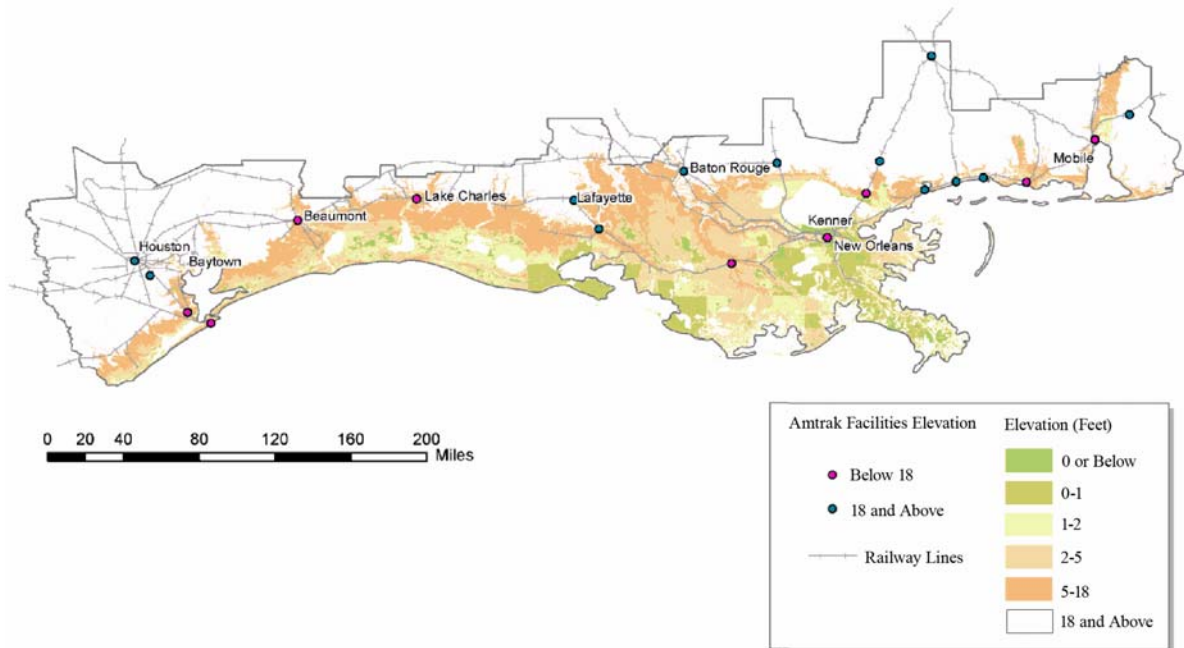 Mobile
Baton Rouge
Lake Charles
Lafayette
Beaumont
Kenner
New Orleans
Houston
Baytown
0 20 40 80 120 160 200
Miles
Amtrak Facilities Elevation
Below 18
18 and Above
Railway Lines
Elevation (Feet)
0 or Below
0-1
1-2
2-5
5-18
18 and Above